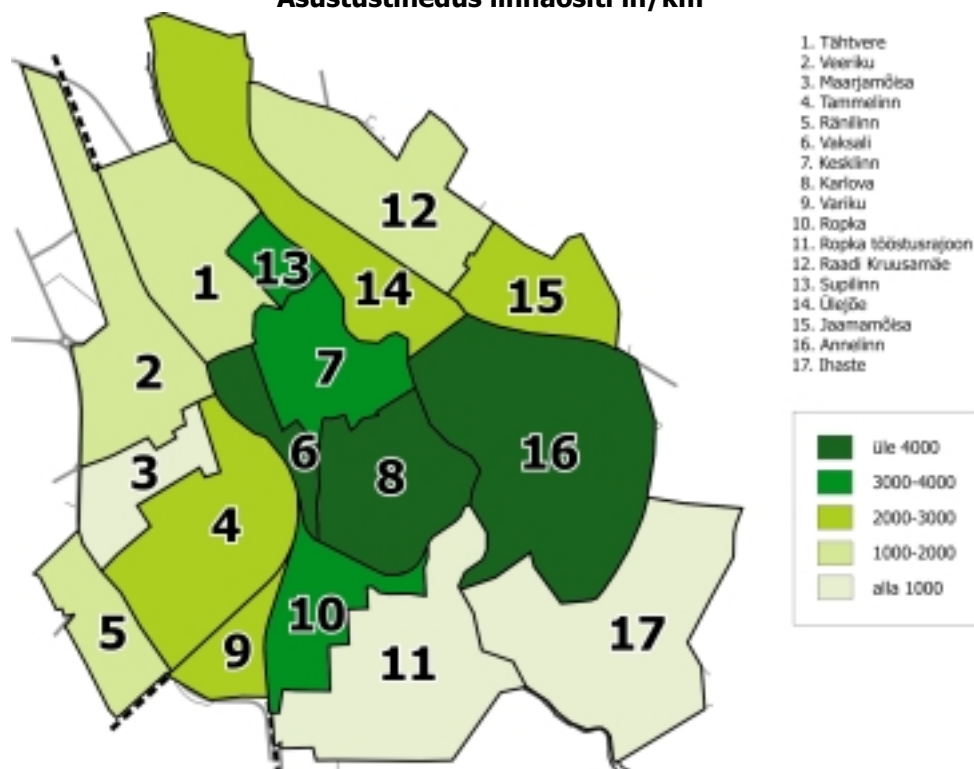 Asustustihedus linnaositi in/km
1. Tähtvere
2. Veeriku
3. Maarjamõisa
4. Tammelinn
5. Ränilinn
6. Vaksali
7. Kesklinn
8. Karlova
9. Variku
10. Ropka
11. Ropka tööstusrajoon
12. Raadi Kruusamäe
13. Supilinn
14. Ülejõe
15. Jaamamõisa
16. Annelinn
17. Ihaste
üle 4000
3000-4000
2000-3000
1000-2000
alla 1000
12
13
1
14
15
2
7
3
6
8
16
4
5
9
10
11
17